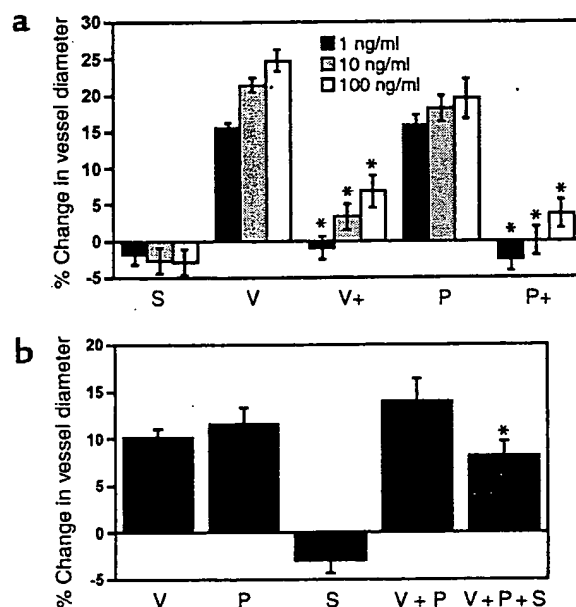 a
% Change in vessel diameter
30
25
20
15
10
5
0
-5
1 ng/ml
10 ng/ml
100 ng/ml
*
*
*
*
*
*
S V V+ P P+
b
% Change in vessel diameter
20
15
10
5
0
-5
*
V P S V + P V + P + S